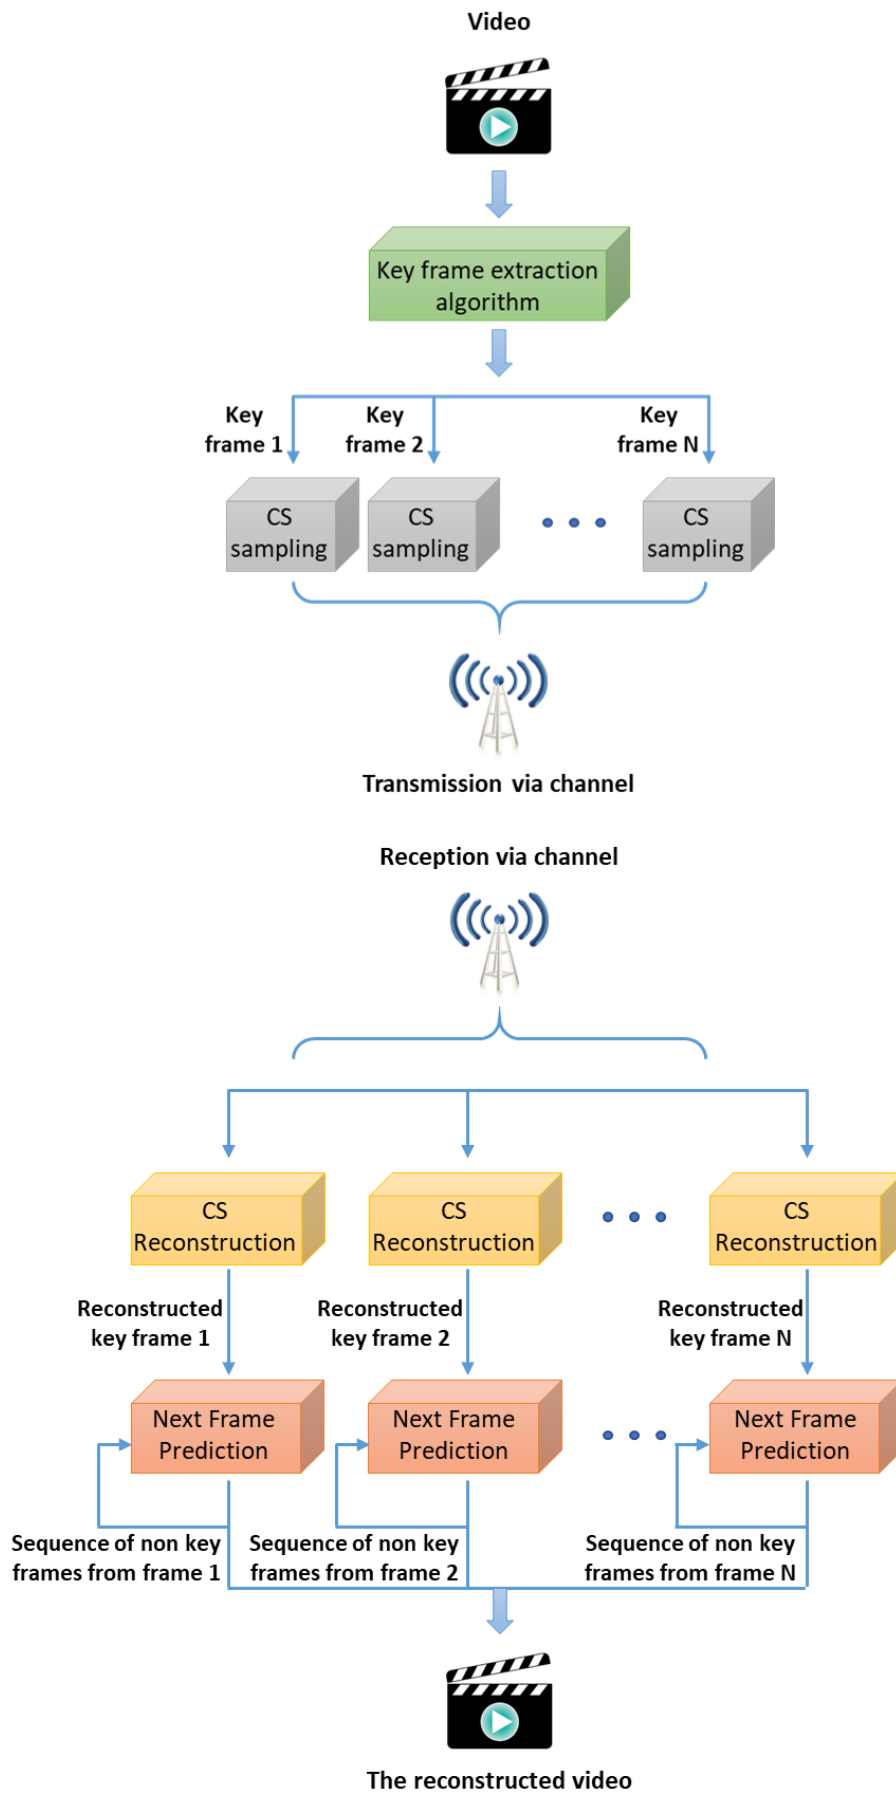 Video
Key frame extraction
algorithm
Key
frame 1
Key
frame 2
Key
frame N
CS
sampling
CS
sampling
CS
sampling
Transmission via channel
Reception via channel
CS
Reconstruction
CS
Reconstruction
CS
Reconstruction
Reconstructed
key frame 1
Reconstructed
key frame 2
Reconstructed
key frame N
Next Frame
Prediction
Next Frame
Prediction
Next Frame
Prediction
Sequence of non key
frames from frame 1
Sequence of non key
frames from frame 2
Sequence of non key
frames from frame N
The reconstructed video